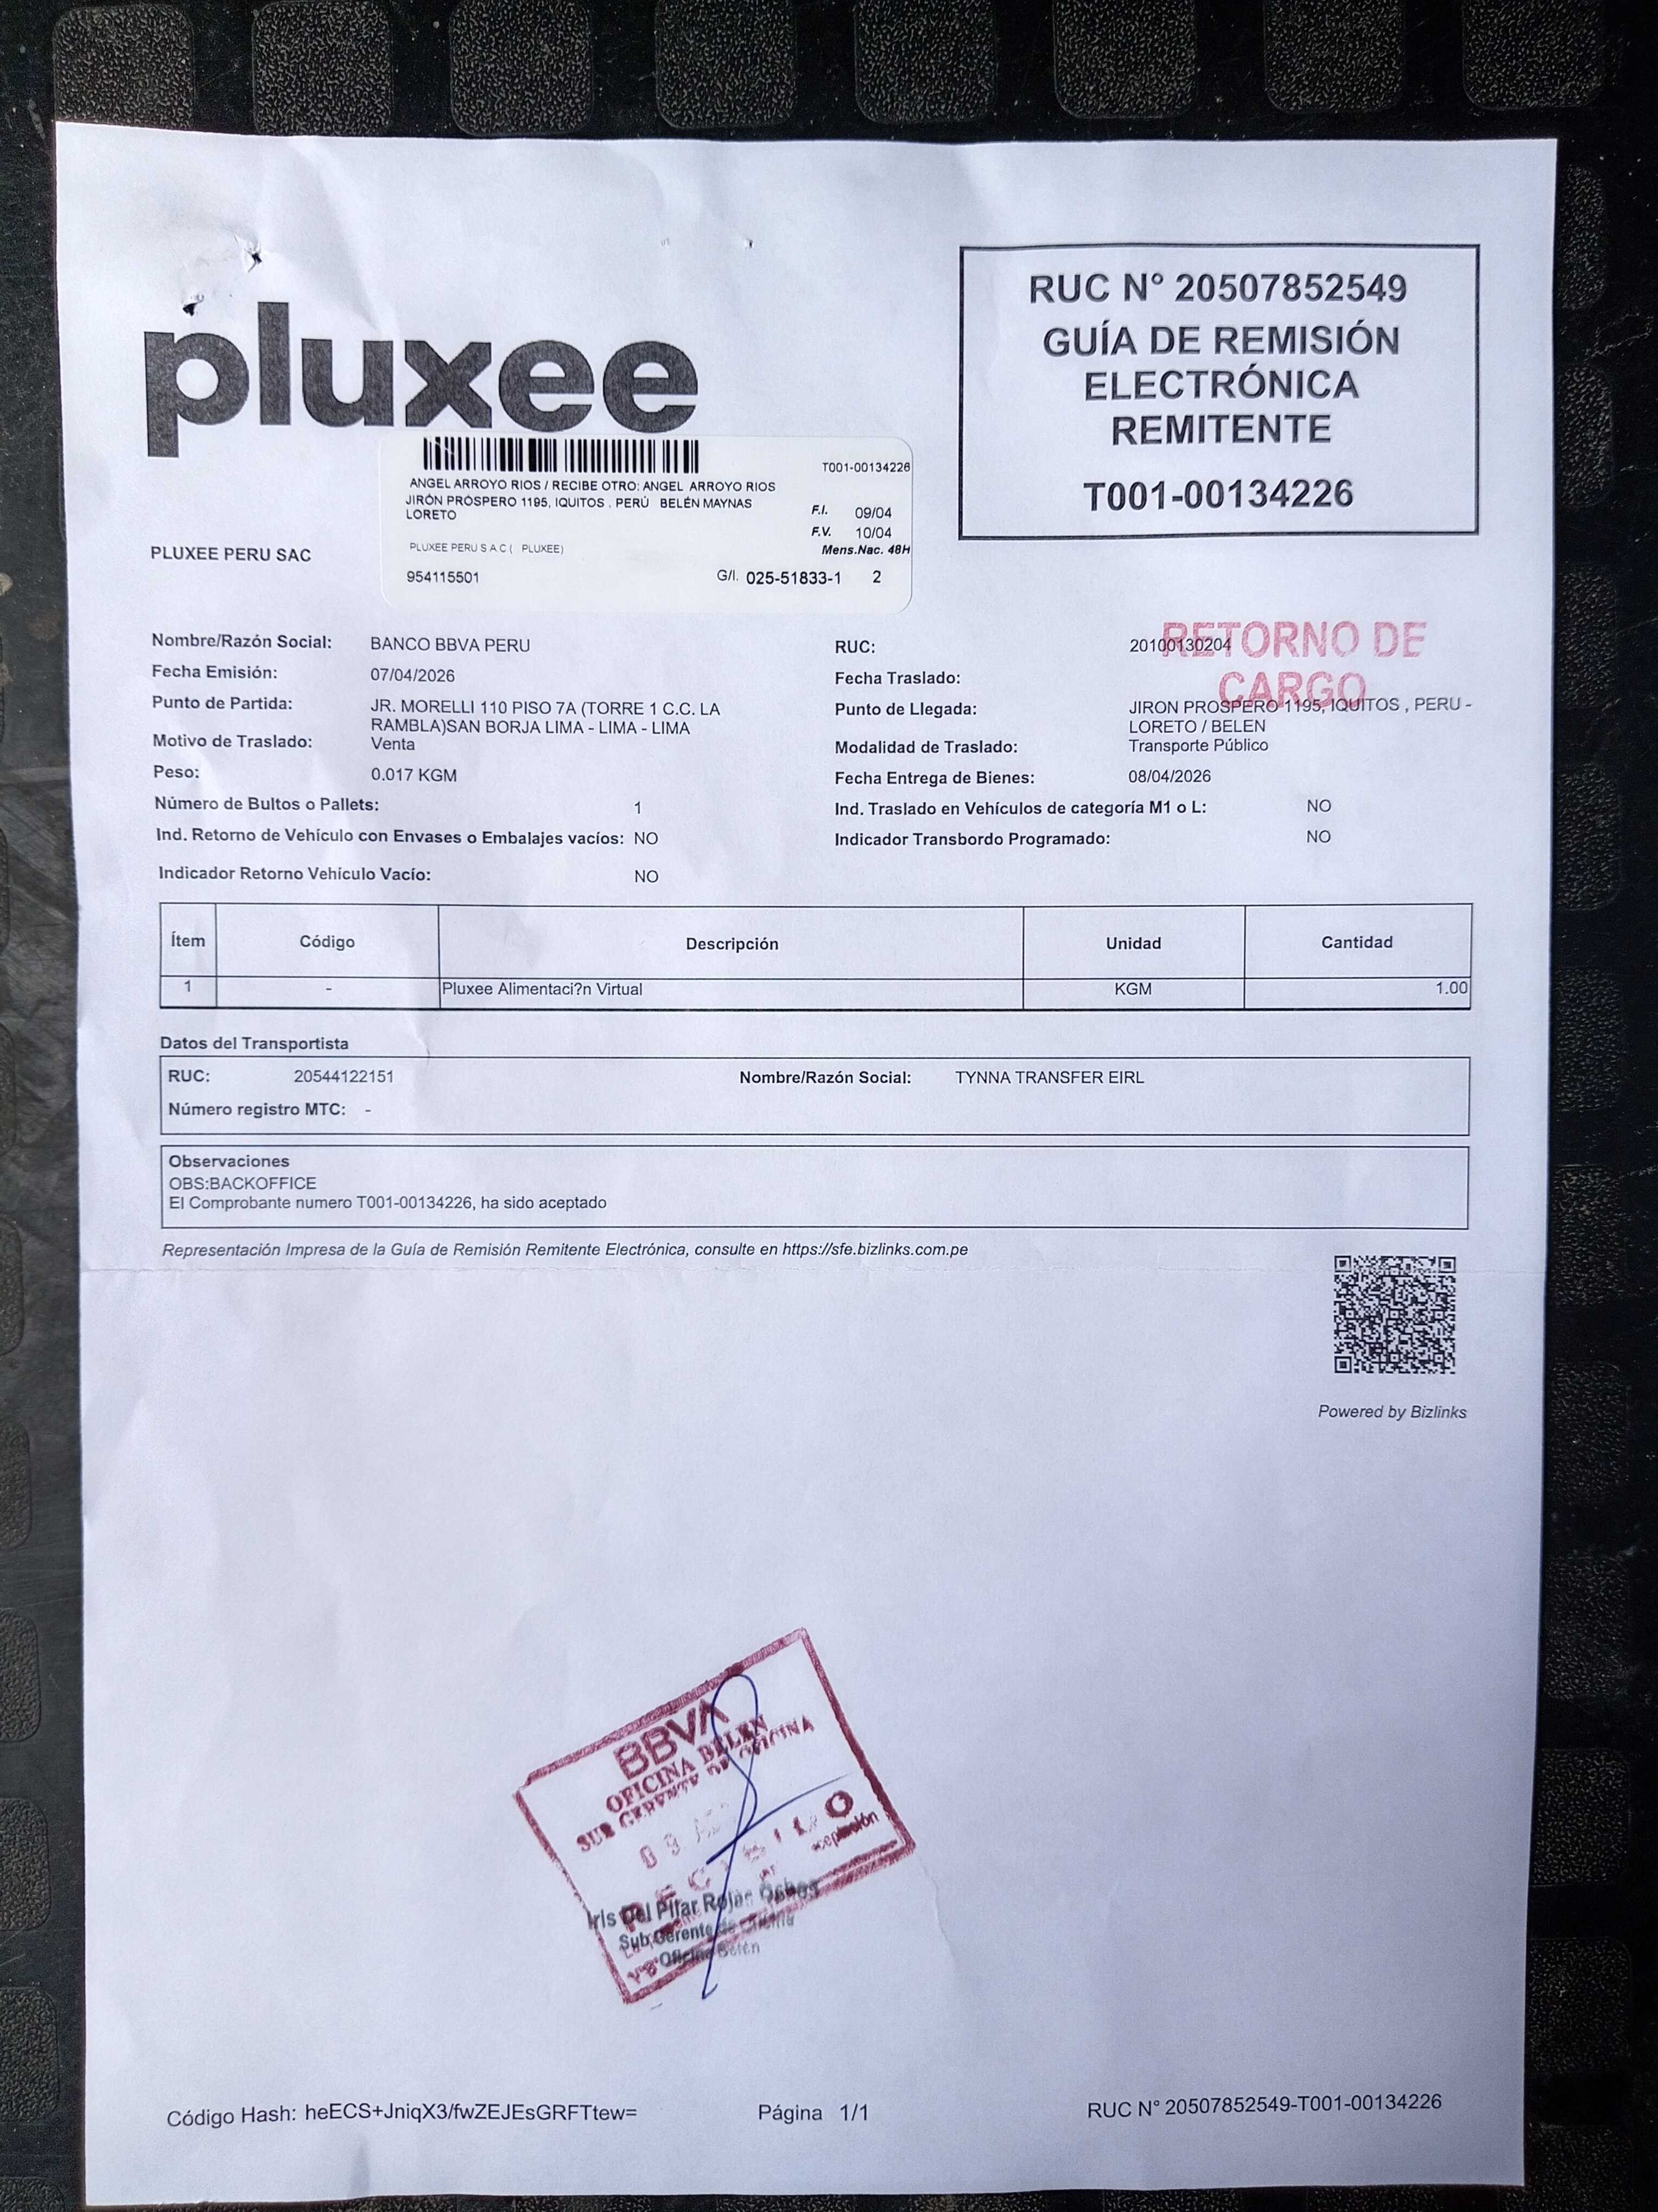 pluxee
RUC N° 20507852549
GUÍA DE REMISIÓN
ELECTRÓNICA
REMITENTE
T001-00134226
T001-00134226
ANGEL ARROYO RIOS / RECIBE OTRO: ANGEL ARROYO RIOS
JIRÓN PRÓSPERO 1195, IQUITOS , PERÚ BELÉN MAYNAS
LORETO
F.I. 09/04
F.V. 10/04
Mens.Nac. 48H
PLUXEE PERU S A C ( PLUXEE)
954115501
G/I. 025-51833-1 2
PLUXEE PERU SAC
RETORNO DE
CARGO
Nombre/Razón Social: BANCO BBVA PERU
RUC: 20100130204
Fecha Emisión: 07/04/2026
Fecha Traslado:
Punto de Partida: JR. MORELLI 110 PISO 7A (TORRE 1 C.C. LA
RAMBLA)SAN BORJA LIMA - LIMA - LIMA
Punto de Llegada: JIRON PROSPERO 1195, IQUITOS , PERU -
LORETO / BELEN
Motivo de Traslado: Venta
Modalidad de Traslado: Transporte Público
Peso: 0.017 KGM
Fecha Entrega de Bienes: 08/04/2026
Número de Bultos o Pallets: 1
Ind. Traslado en Vehículos de categoría M1 o L: NO
Ind. Retorno de Vehículo con Envases o Embalajes vacíos: NO
Indicador Transbordo Programado: NO
Indicador Retorno Vehículo Vacío: NO
Ítem Código Descripción Unidad Cantidad
1 - Pluxee Alimentaci?n Virtual KGM 1.00
Datos del Transportista
RUC: 20544122151 Nombre/Razón Social: TYNNA TRANSFER EIRL
Número registro MTC: -
Observaciones
OBS:BACKOFFICE
El Comprobante numero T001-00134226, ha sido aceptado
Representación Impresa de la Guía de Remisión Remitente Electrónica, consulte en https://sfe.bizlinks.com.pe
Powered by Bizlinks
BBVA
OFICINA BELEN
SUB GERENTE DE OFICINA
Iris Del Pilar Rojas Ochoa
Sub Gerente de Oficina
Oficina Belén
Código Hash: heECS+JniqX3/fwZEJEsGRFTtew=
Página 1/1
RUC N° 20507852549-T001-00134226